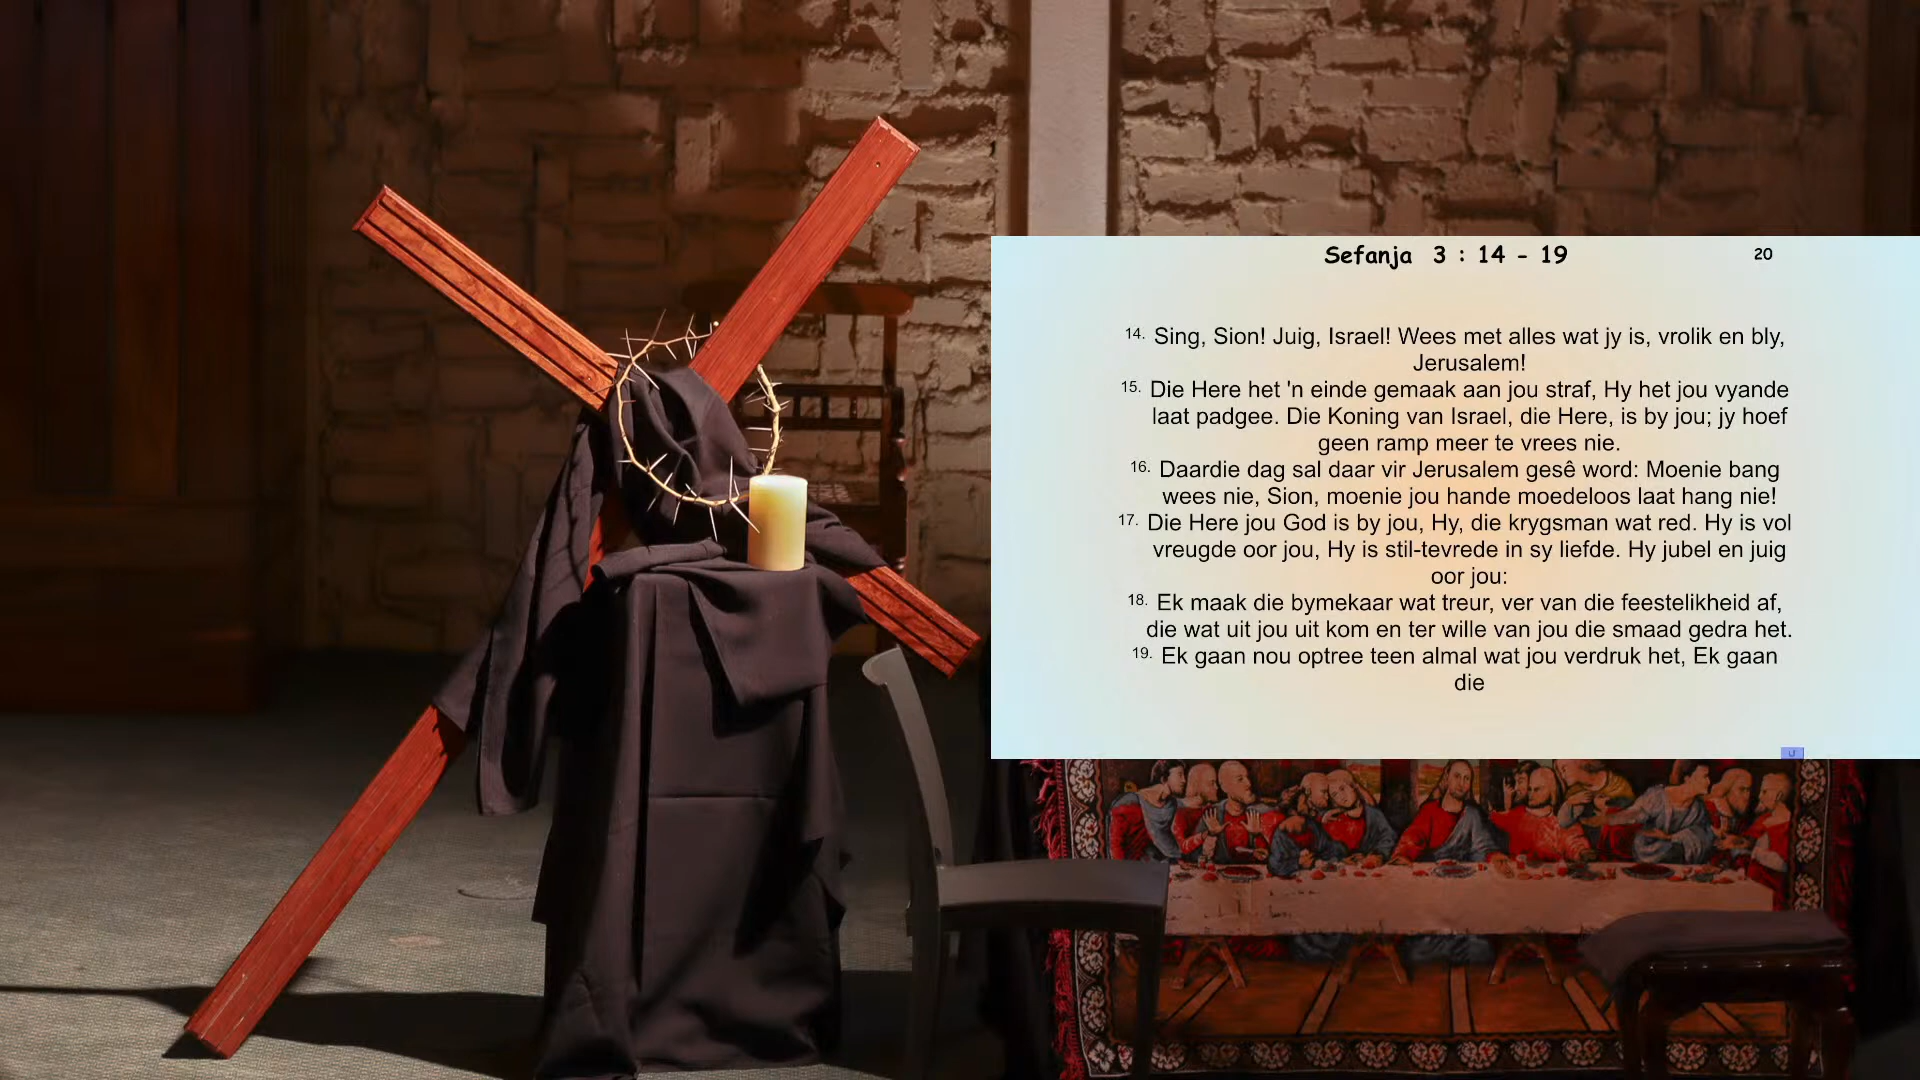 Sefanja 3 : 14 - 19
20
14. Sing, Sion! Juig, Israel! Wees met alles wat jy is, vrolik en bly,
Jerusalem!
15. Die Here het 'n einde gemaak aan jou straf, Hy het jou vyande
laat padgee. Die Koning van Israel, die Here, is by jou; jy hoef
geen ramp meer te vrees nie.
16. Daardie dag sal daar vir Jerusalem gesê word: Moenie bang
wees nie, Sion, moenie jou hande moedeloos laat hang nie!
17. Die Here jou God is by jou, Hy, die krygsman wat red. Hy is vol
vreugde oor jou, Hy is stil-tevrede in sy liefde. Hy jubel en juig
oor jou:
18. Ek maak die bymekaar wat treur, ver van die feestelikheid af,
die wat uit jou uit kom en ter wille van jou die smaad gedra het.
19. Ek gaan nou optree teen almal wat jou verdruk het, Ek gaan
die